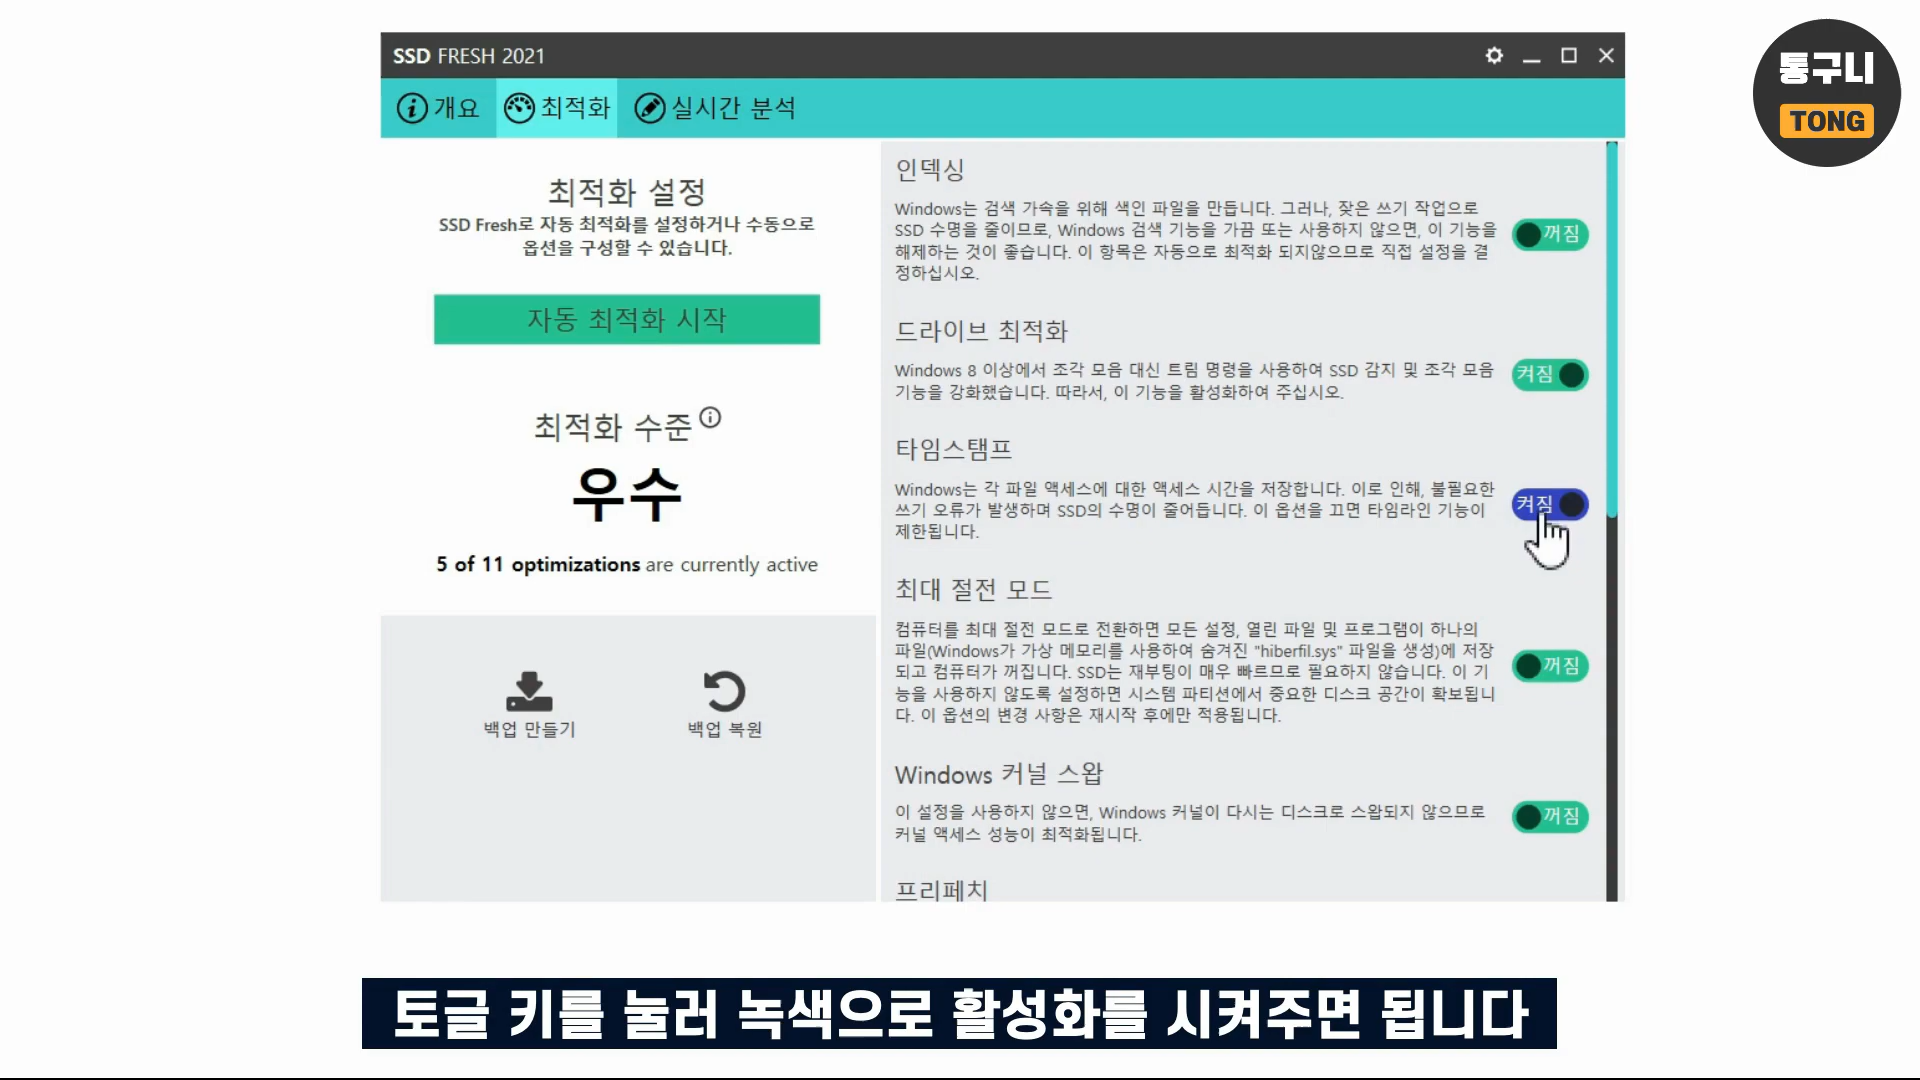 SSD FRESH 2021
통구니
TONG
개요
최적화
실시간 분석
최적화 설정
SSD Fresh로 자동 최적화를 설정하거나 수동으로
옵션을 구성할 수 있습니다.
자동 최적화 시작
최적화 수준
우수
5 of 11 optimizations are currently active
백업 만들기
백업 복원
인덱싱
Windows는 검색 가속을 위해 색인 파일을 만듭니다. 그러나, 잦은 쓰기 작업으로
SSD 수명을 줄이므로, Windows 검색 기능을 가끔 또는 사용하지 않으면, 이 기능을
해제하는 것이 좋습니다. 이 항목은 자동으로 최적화 되지않으므로 직접 설정을 결
정하십시오.
꺼짐
드라이브 최적화
Windows 8 이상에서 조각 모음 대신 트림 명령을 사용하여 SSD 감지 및 조각 모음
기능을 강화했습니다. 따라서, 이 기능을 활성화하여 주십시오.
켜짐
타임스탬프
Windows는 각 파일 액세스에 대한 액세스 시간을 저장합니다. 이로 인해, 불필요한
쓰기 오류가 발생하며 SSD의 수명이 줄어듭니다. 이 옵션을 끄면 타임라인 기능이
제한됩니다.
켜짐
최대 절전 모드
컴퓨터를 최대 절전 모드로 전환하면 모든 설정, 열린 파일 및 프로그램이 하나의
파일(Windows가 가상 메모리를 사용하여 숨겨진 "hiberfil.sys" 파일을 생성)에 저장
되고 컴퓨터가 꺼집니다. SSD는 재부팅이 매우 빠르므로 필요하지 않습니다. 이 기
능을 사용하지 않도록 설정하면 시스템 파티션에서 중요한 디스크 공간이 확보됩니
다. 이 옵션의 변경 사항은 재시작 후에만 적용됩니다.
꺼짐
Windows 커널 스왑
이 설정을 사용하지 않으면, Windows 커널이 다시는 디스크로 스왑되지 않으므로
커널 액세스 성능이 최적화됩니다.
꺼짐
프리페치
토글 키를 눌러 녹색으로 활성화를 시켜주면 됩니다